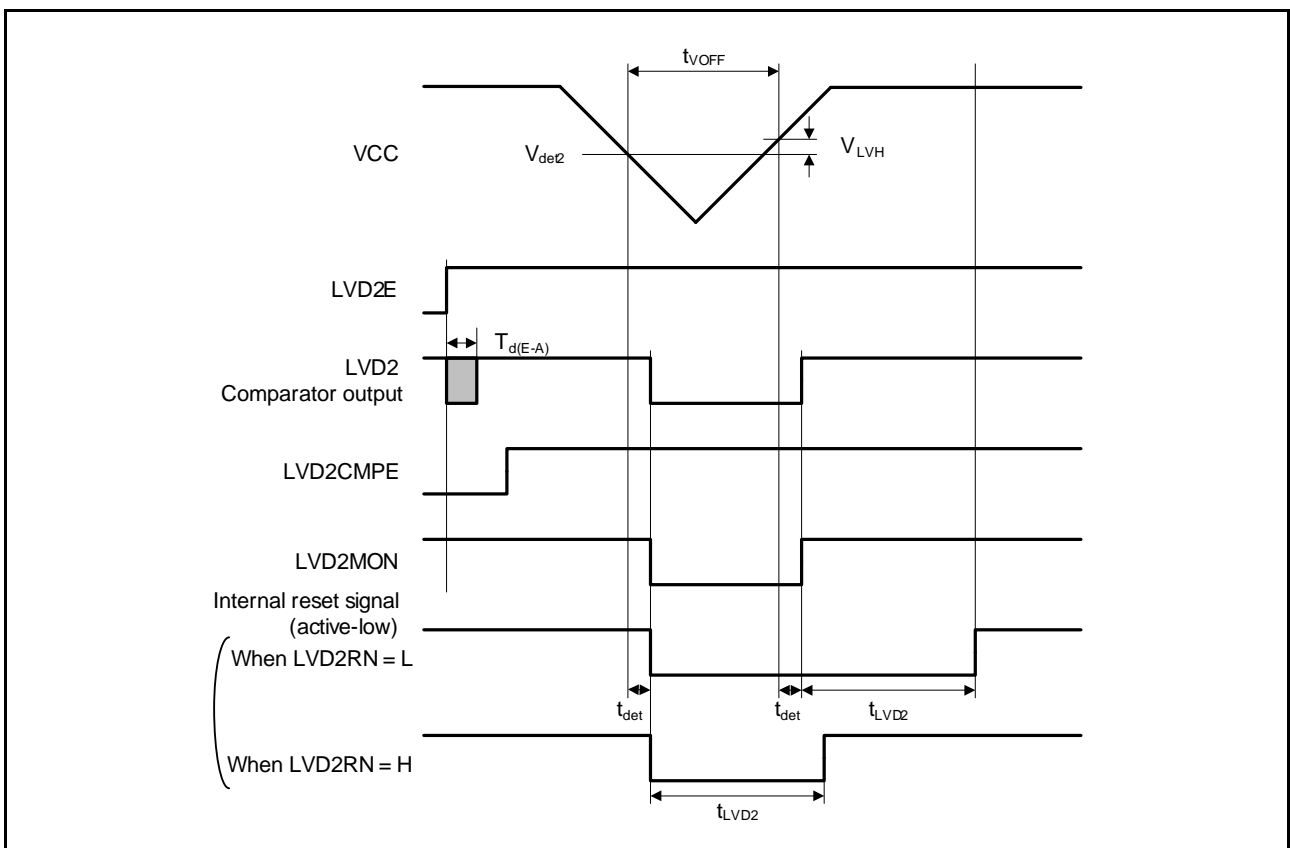 tVOFF
VCC
Vdet2
VLVH
LVD2E
Td(E-A)
LVD2
Comparator output
LVD2CMPE
LVD2MON
Internal reset signal
(active-low)
When LVD2RN = L
tdet
tdet
tLVD2
When LVD2RN = H
tLVD2